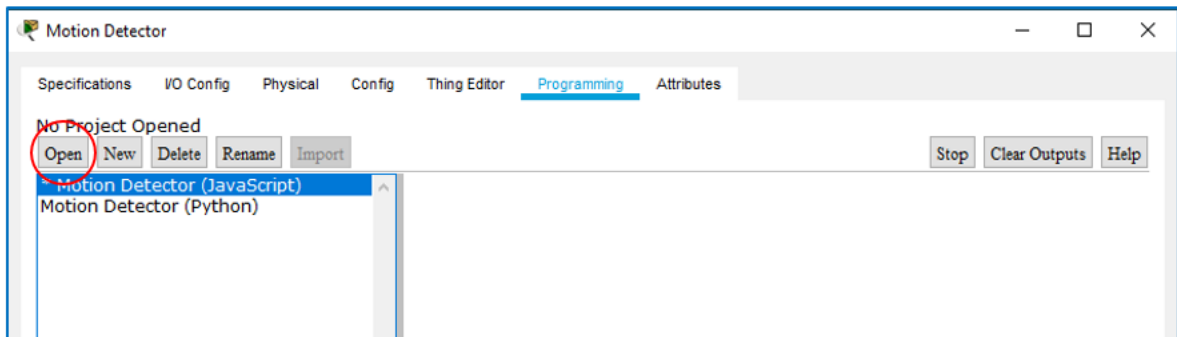 Motion Detector
Specifications I/O Config Physical Config Thing Editor Programming Attributes
No Project Opened
Open New Delete Rename Import Stop Clear Outputs Help
* Motion Detector (JavaScript)
Motion Detector (Python)